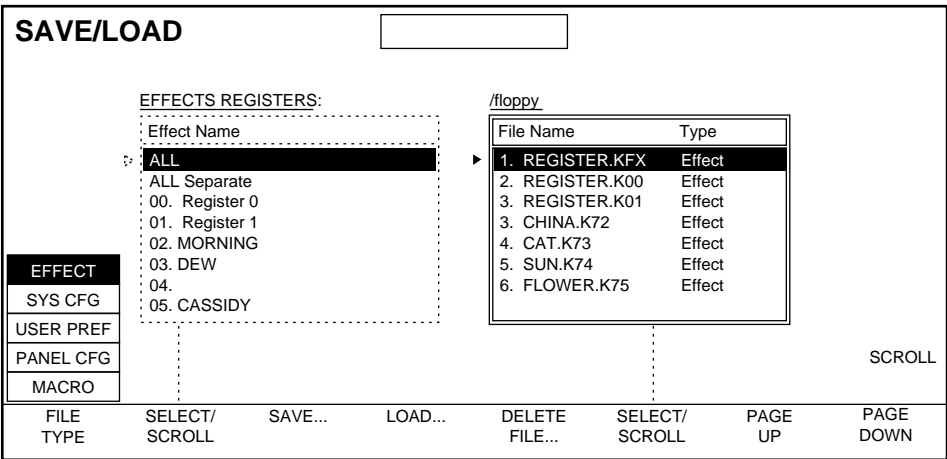 SAVE/LOAD
EFFECTS REGISTERS:
Effect Name
ALL
ALL Separate
00. Register 0
01. Register 1
02. MORNING
03. DEW
04.
05. CASSIDY
/floppy
File Name Type
1. REGISTER.KFX Effect
2. REGISTER.K00 Effect
3. REGISTER.K01 Effect
3. CHINA.K72 Effect
4. CAT.K73 Effect
5. SUN.K74 Effect
6. FLOWER.K75 Effect
EFFECT
SYS CFG
USER PREF
PANEL CFG
MACRO
SCROLL
FILE
TYPE
SELECT/
SCROLL
SAVE...
LOAD...
DELETE
FILE...
SELECT/
SCROLL
PAGE
UP
PAGE
DOWN